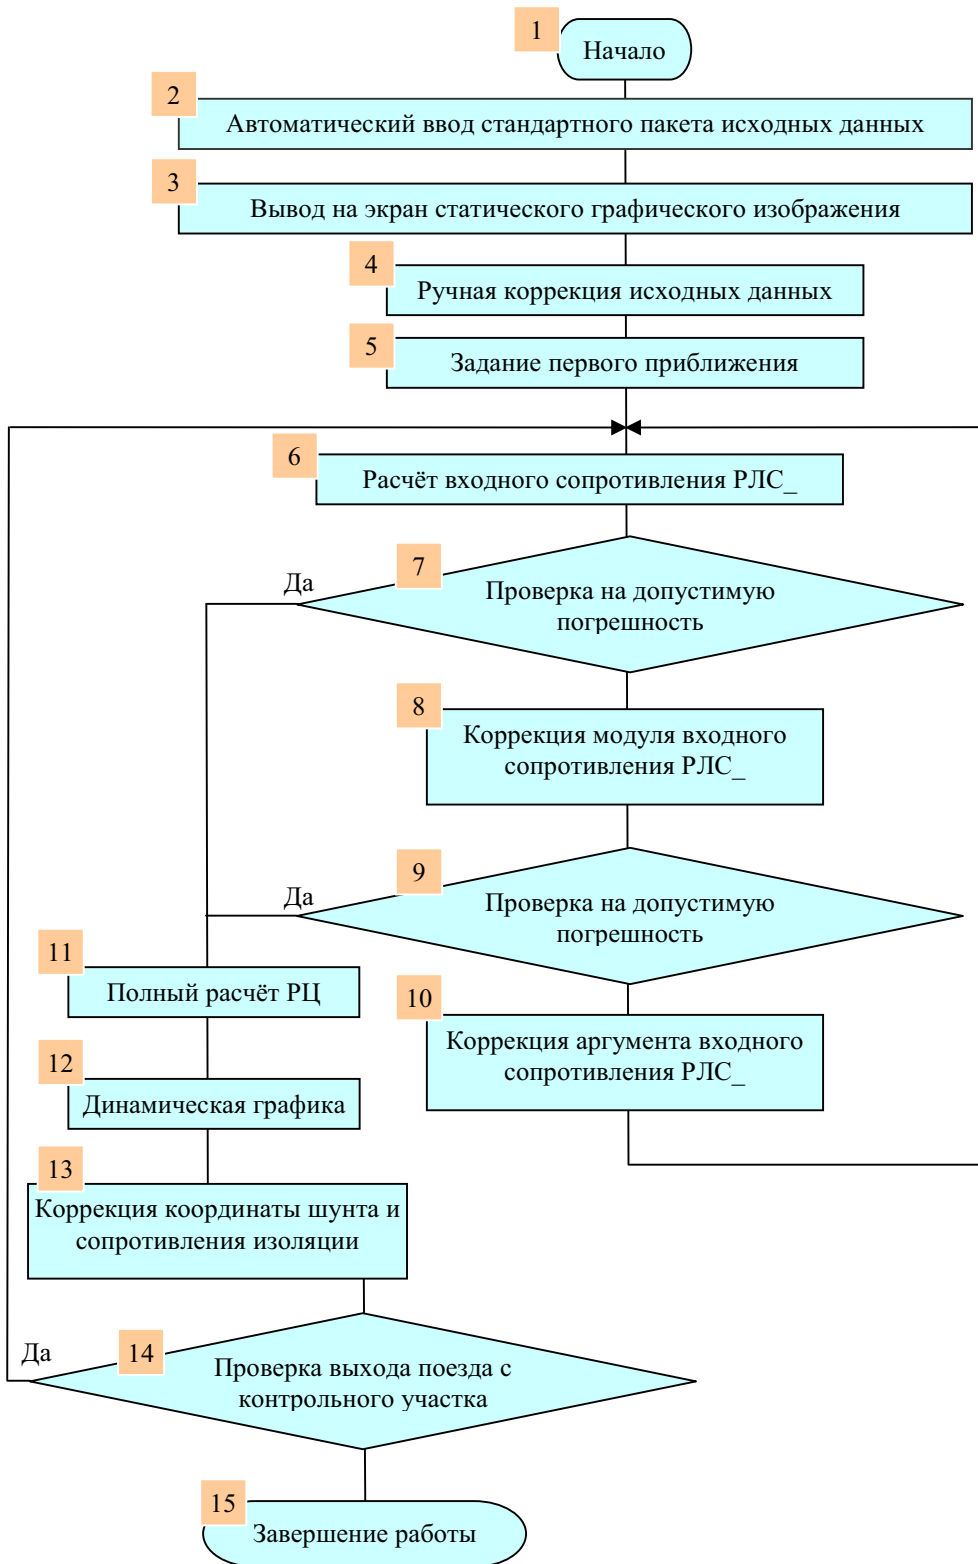 1
Начало
2
Автоматический ввод стандартного пакета исходных данных
3
Вывод на экран статического графического изображения
4
Ручная коррекция исходных данных
5
Задание первого приближения
6
Расчёт входного сопротивления РЛС_
7
Да
Проверка на допустимую
погрешность
8
Коррекция модуля входного
сопротивления РЛС_
9
Да
Проверка на допустимую
погрешность
11
Полный расчёт РЦ
10
Коррекция аргумента входного
сопротивления РЛС_
12
Динамическая графика
13
Коррекция координаты шунта и
сопротивления изоляции
14
Да
Проверка выхода поезда с
контрольного участка
15
Завершение работы